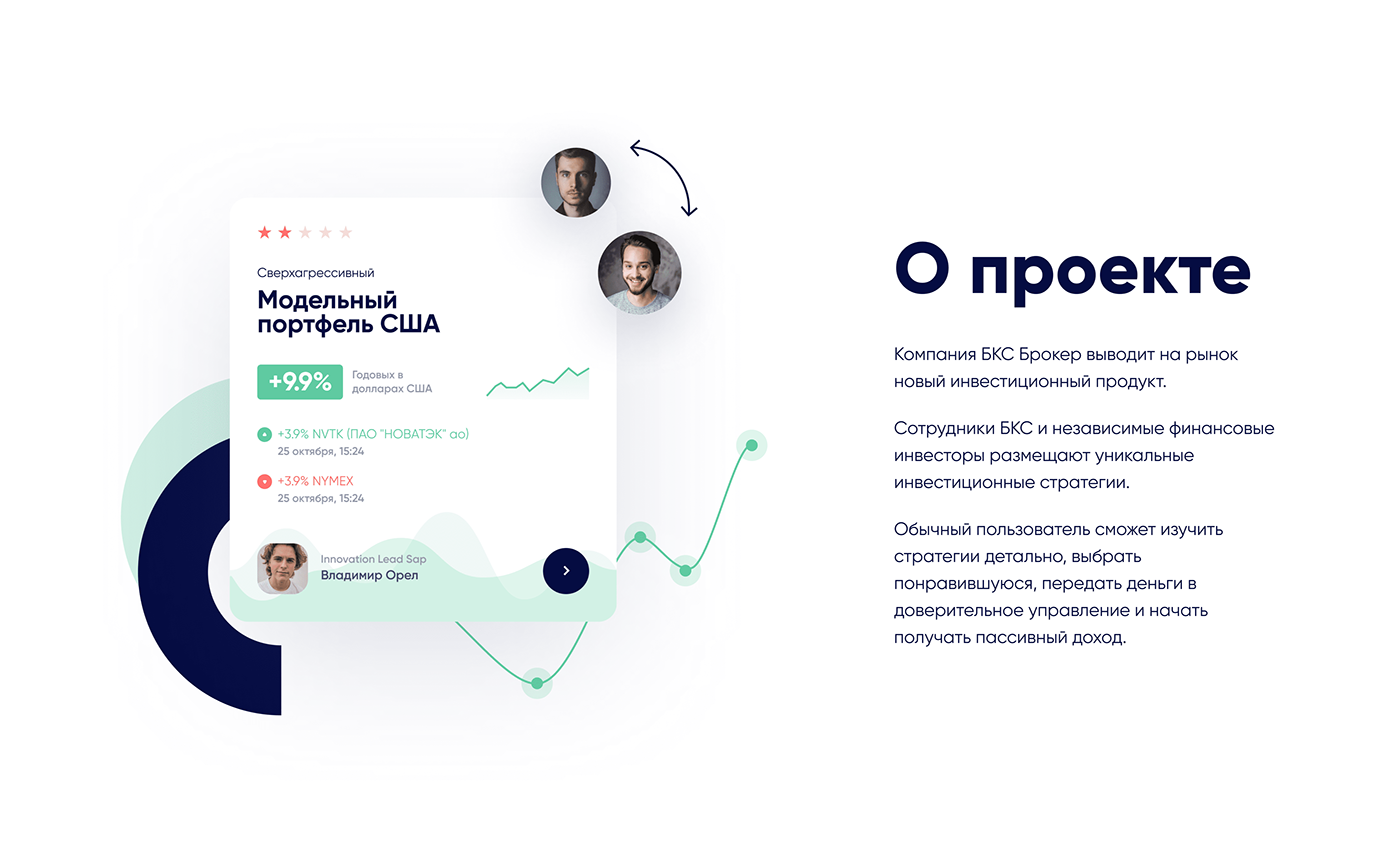 Сверхагрессивный
Модельный
портфель США
+9.9%
Годовых в
долларах США
+3.9% NVTK (ПАО "НОВАТЭК" ао)
25 октября, 15:24
+3.9% NYMEX
25 октября, 15:24
Innovation Lead Sap
Владимир Орел
О проекте
Компания БКС Брокер выводит на рынок
новый инвестиционный продукт.
Сотрудники БКС и независимые финансовые
инвесторы размещают уникальные
инвестиционные стратегии.
Обычный пользователь сможет изучить
стратегии детально, выбрать
понравившуюся, передать деньги в
доверительное управление и начать
получать пассивный доход.